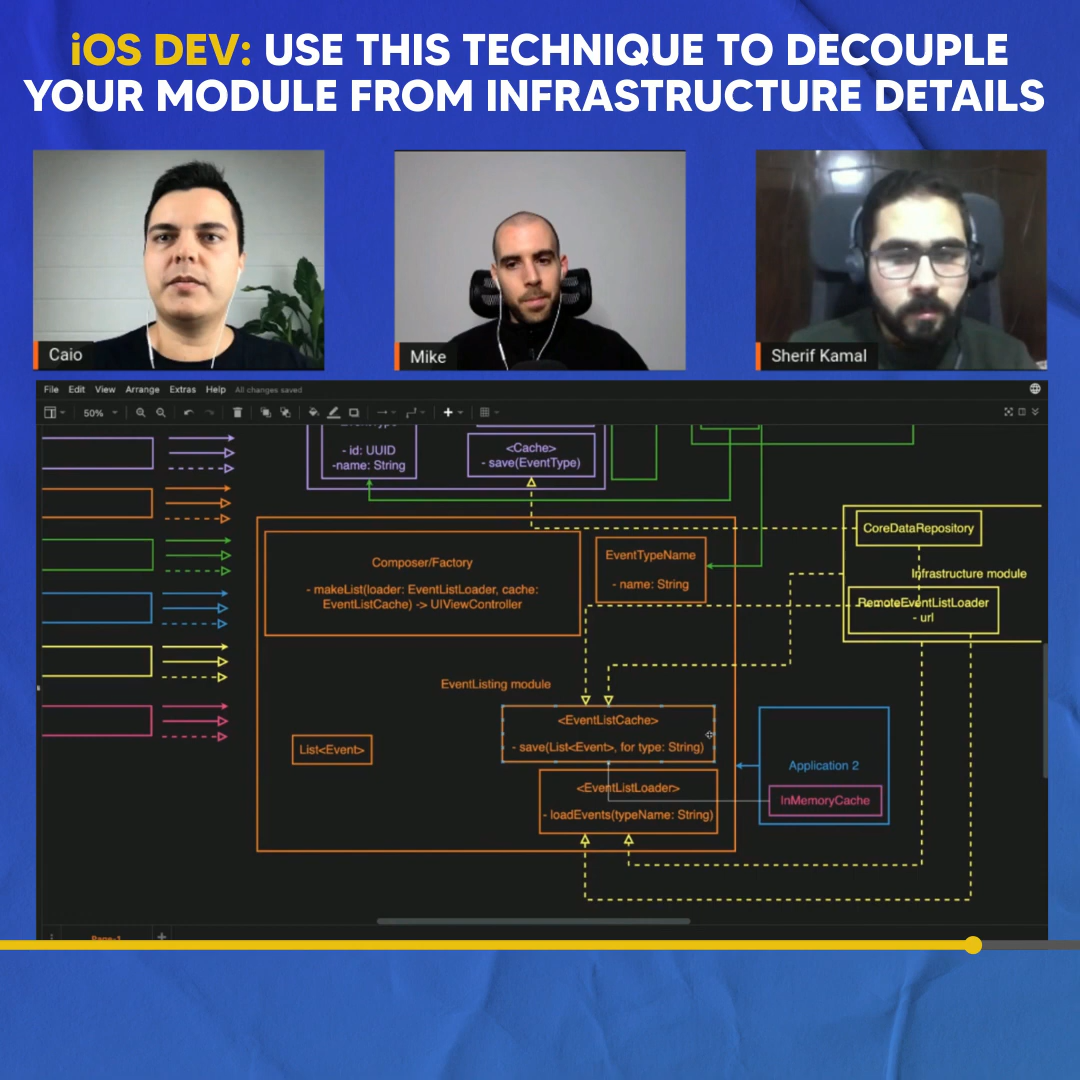 iOS DEV: USE THIS TECHNIQUE TO DECOUPLE
YOUR MODULE FROM INFRASTRUCTURE DETAILS
Caio
Mike
Sherif Kamal
File Edit View Arrange Extras Help All changes saved
50%
- id: UUID
-name: String
<Cache>
- save(EventType)
CoreDataRepository
Infrastructure module
RemoteEventListLoader
- url
Composer/Factory
- makeList(loader: EventListLoader, cache:
EventListCache) -> UIViewController
EventTypeName
- name: String
EventListing module
List<Event>
<EventListCache>
- save(List<Event>, for type: String)
<EventListLoader>
- loadEvents(typeName: String)
Application 2
InMemoryCache
Page-1